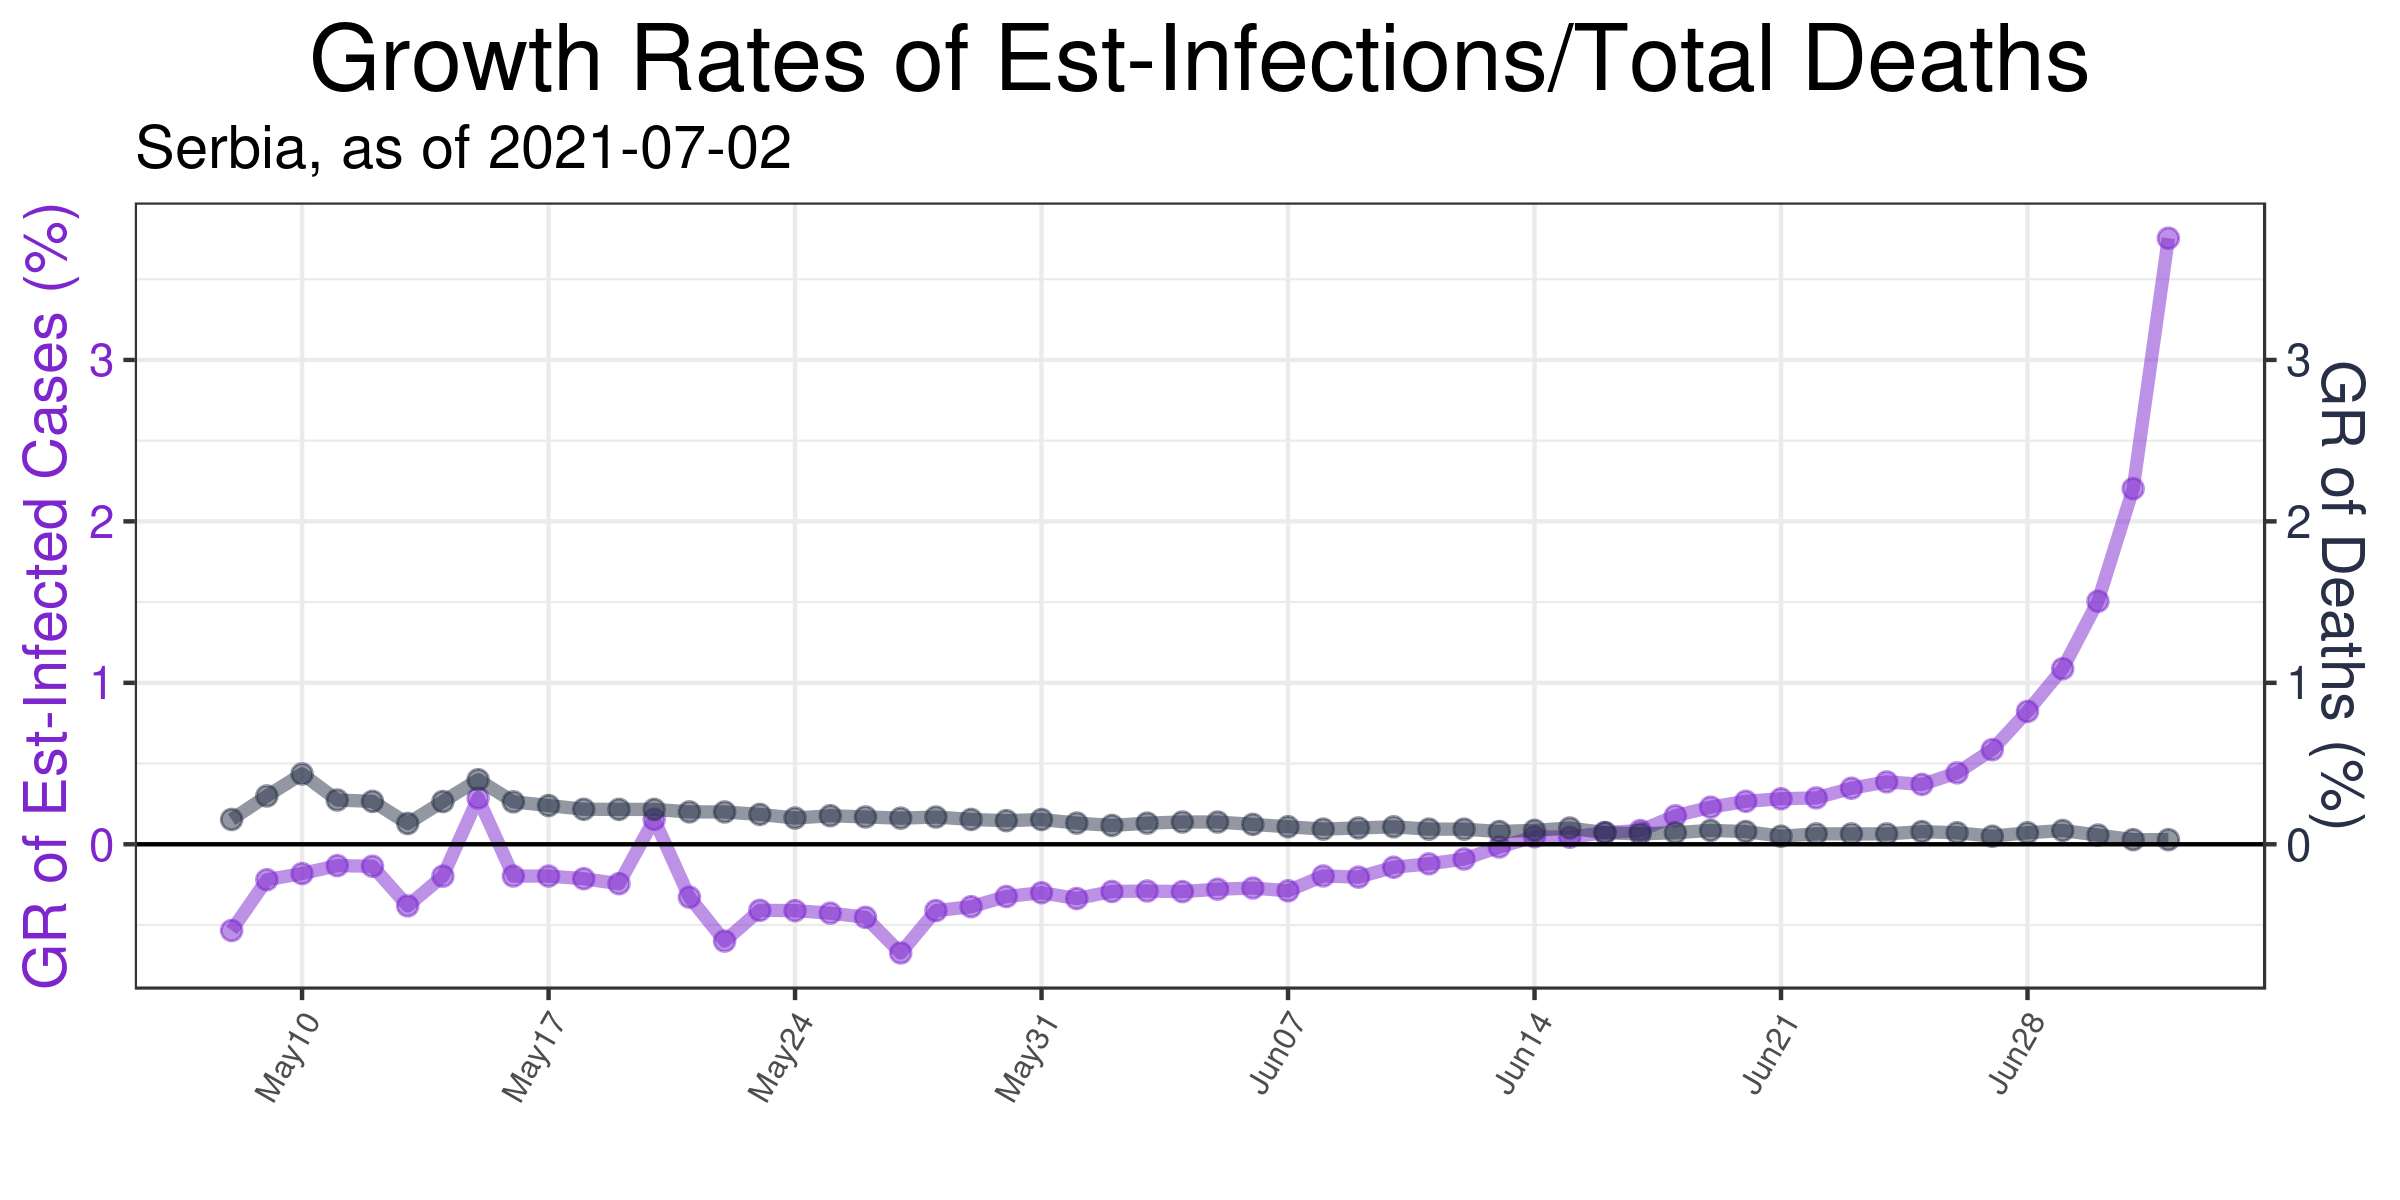 Growth Rates of Est-Infections/Total Deaths
Serbia, as of 2021-07-02
GR of Est-Infected Cases (%)
3
2
1
0
3
2
1
0
GR of Deaths (%)
May10
May17
May24
May31
Jun07
Jun14
Jun21
Jun28